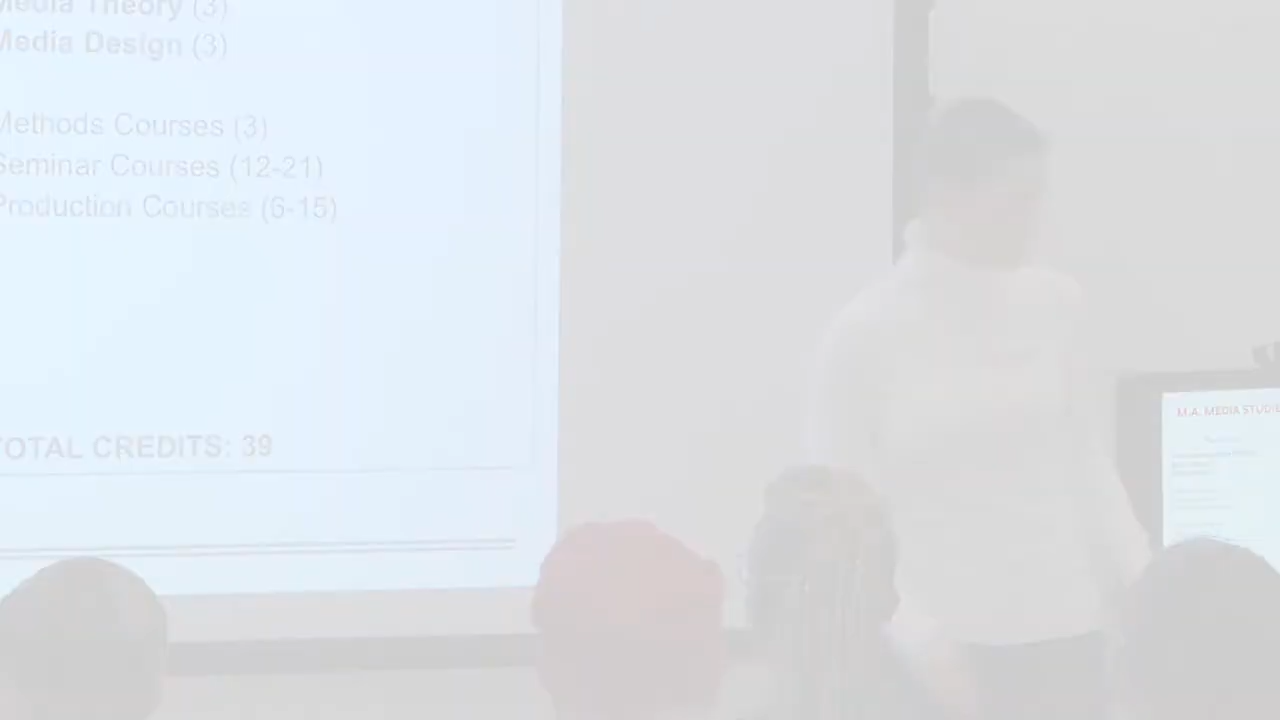 Media Theory (3)
Media Design (3)
Methods Courses (3)
Seminar Courses (12-21)
Production Courses (6-15)
TOTAL CREDITS: 39
M.A. MEDIA STUDIE